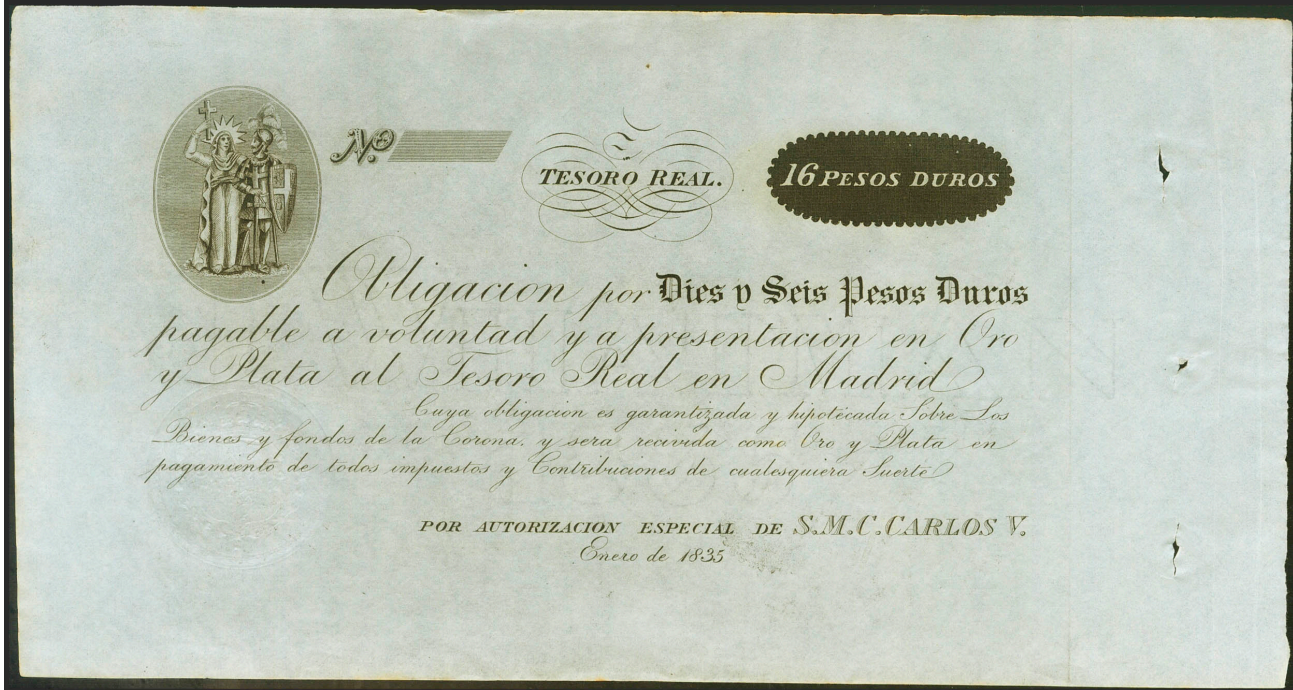 Nº
TESORO REAL.
16 PESOS DUROS
Obligacion por Dies y Seis Pesos Duros
pagable a voluntad y a presentacion en Oro
y Plata al Tesoro Real en Madrid
Cuya obligacion es garantizada y hipotecada Sobre Los
Bienes y fondos de la Corona. y sera recivida como Oro y Plata en
pagamiento de todos impuestos y Contribuciones de cualesquiera Suerte
POR AUTORIZACION ESPECIAL DE S.M.C. CARLOS V.
Enero de 1835